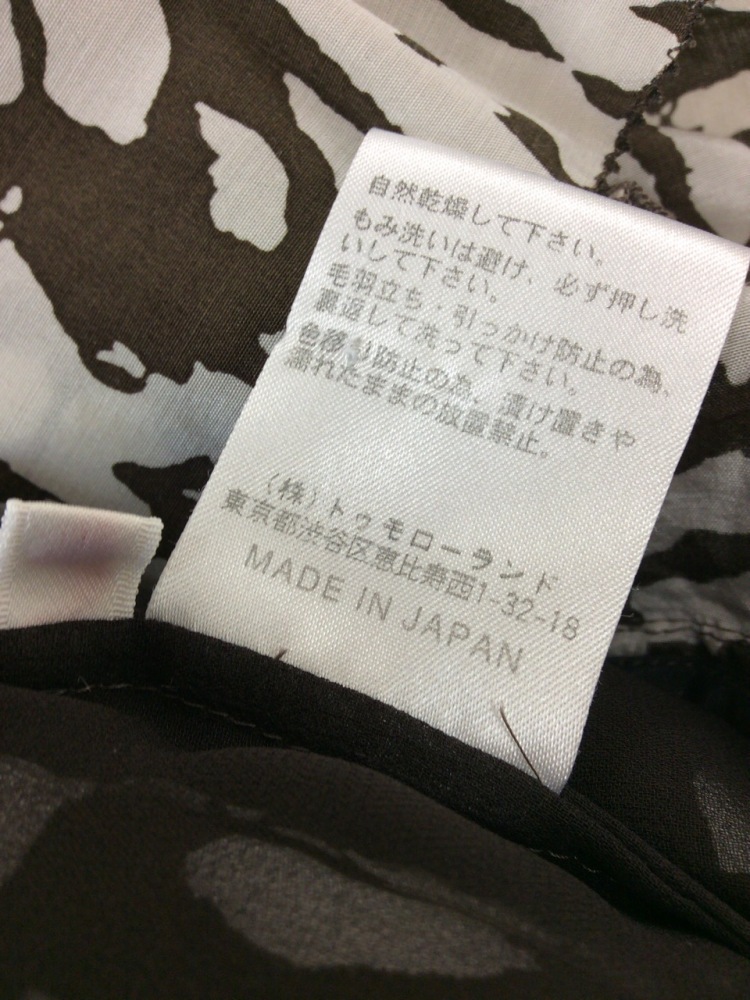 自然乾燥して下さい。
もみ洗いは避け、必ず押し洗
いして下さい。
毛羽立ち・引っかけ防止の為、
裏返して洗って下さい。
色移り防止の為、漬け置きや
濡れたままの放置禁止。
(株)トゥモローランド
東京都渋谷区恵比寿西1-32-18
MADE IN JAPAN